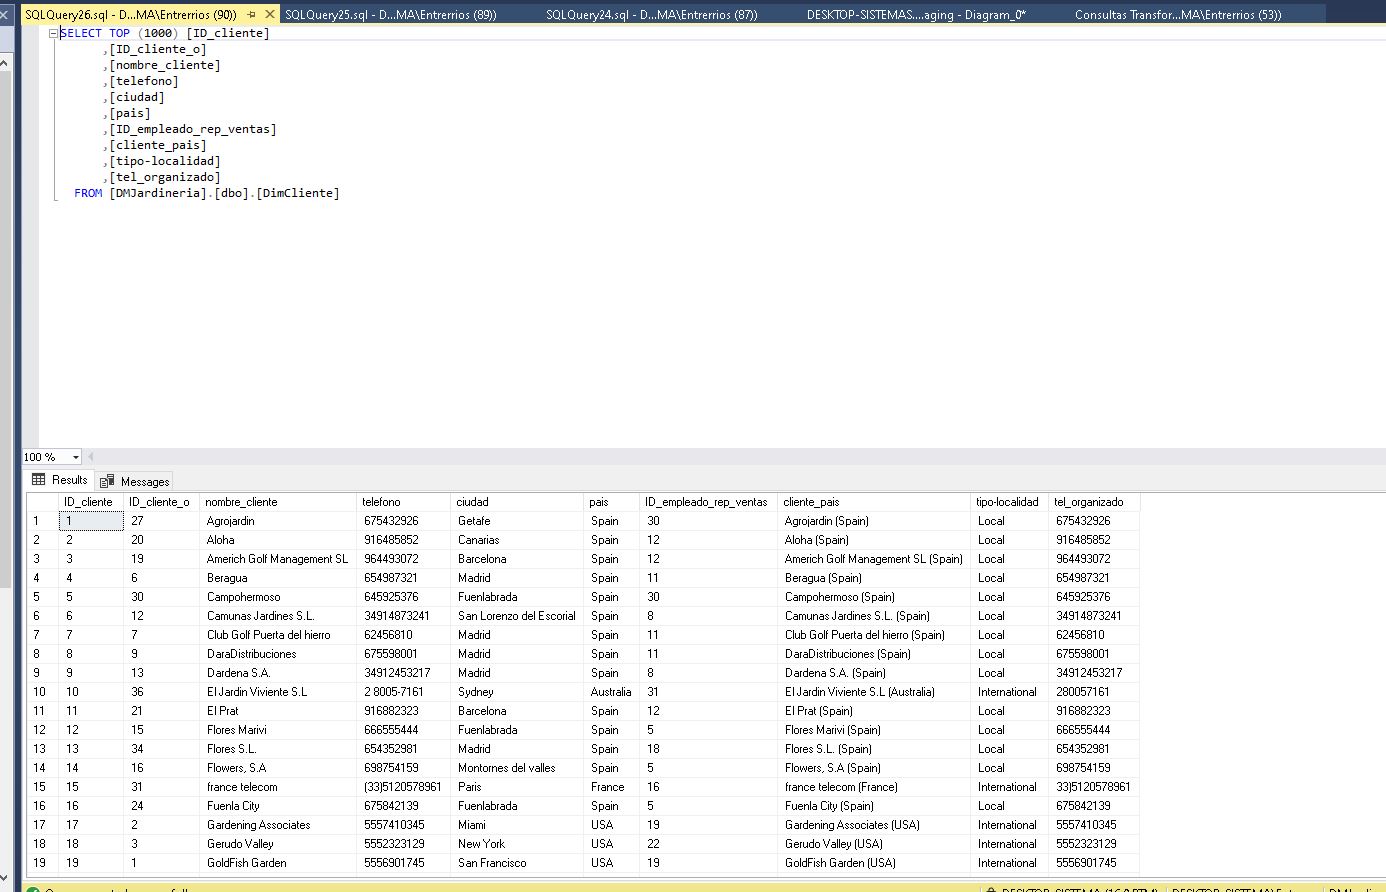 SQLQuery26.sql - D...MA\Entrerrios (90)) SQLQuery25.sql - D...MA\Entrerrios (89)) SQLQuery24.sql - D...MA\Entrerrios (87)) DESKTOP-SISTEMAS....aging - Diagram_0* Consultas Transfor...MA\Entrerrios (53))
SELECT TOP (1000) [ID_cliente]
,[ID_cliente_o]
,[nombre_cliente]
,[telefono]
,[ciudad]
,[pais]
,[ID_empleado_rep_ventas]
,[cliente_pais]
,[tipo-localidad]
,[tel_organizado]
FROM [DMJardineria].[dbo].[DimCliente]
100 %
Results Messages
ID_cliente ID_cliente_o nombre_cliente telefono ciudad pais ID_empleado_rep_ventas cliente_pais tipo-localidad tel_organizado
1 1 27 Agrojardin 675432926 Getafe Spain 30 Agrojardin (Spain) Local 675432926
2 2 20 Aloha 916485852 Canarias Spain 12 Aloha (Spain) Local 916485852
3 3 19 Americh Golf Management SL 964493072 Barcelona Spain 12 Americh Golf Management SL (Spain) Local 964493072
4 4 6 Beragua 654987321 Madrid Spain 11 Beragua (Spain) Local 654987321
5 5 30 Campohermoso 645925376 Fuenlabrada Spain 30 Campohermoso (Spain) Local 645925376
6 6 12 Camunas Jardines S.L. 34914873241 San Lorenzo del Escorial Spain 8 Camunas Jardines S.L. (Spain) Local 34914873241
7 7 7 Club Golf Puerta del hierro 62456810 Madrid Spain 11 Club Golf Puerta del hierro (Spain) Local 62456810
8 8 9 DaraDistribuciones 675598001 Madrid Spain 11 DaraDistribuciones (Spain) Local 675598001
9 9 13 Dardena S.A. 34912453217 Madrid Spain 8 Dardena S.A. (Spain) Local 34912453217
10 10 36 El Jardin Viviente S.L 2 8005-7161 Sydney Australia 31 El Jardin Viviente S.L (Australia) International 280057161
11 11 21 El Prat 916882323 Barcelona Spain 12 El Prat (Spain) Local 916882323
12 12 15 Flores Marivi 666555444 Fuenlabrada Spain 5 Flores Marivi (Spain) Local 666555444
13 13 34 Flores S.L. 654352981 Madrid Spain 18 Flores S.L. (Spain) Local 654352981
14 14 16 Flowers, S.A 698754159 Montornes del valles Spain 5 Flowers, S.A (Spain) Local 698754159
15 15 31 france telecom (33)5120578961 Paris France 16 france telecom (France) International 33)5120578961
16 16 24 Fuenla City 675842139 Fuenlabrada Spain 5 Fuenla City (Spain) Local 675842139
17 17 2 Gardening Associates 5557410345 Miami USA 19 Gardening Associates (USA) International 5557410345
18 18 3 Gerudo Valley 5552323129 New York USA 22 Gerudo Valley (USA) International 5552323129
19 19 1 GoldFish Garden 5556901745 San Francisco USA 19 GoldFish Garden (USA) International 5556901745